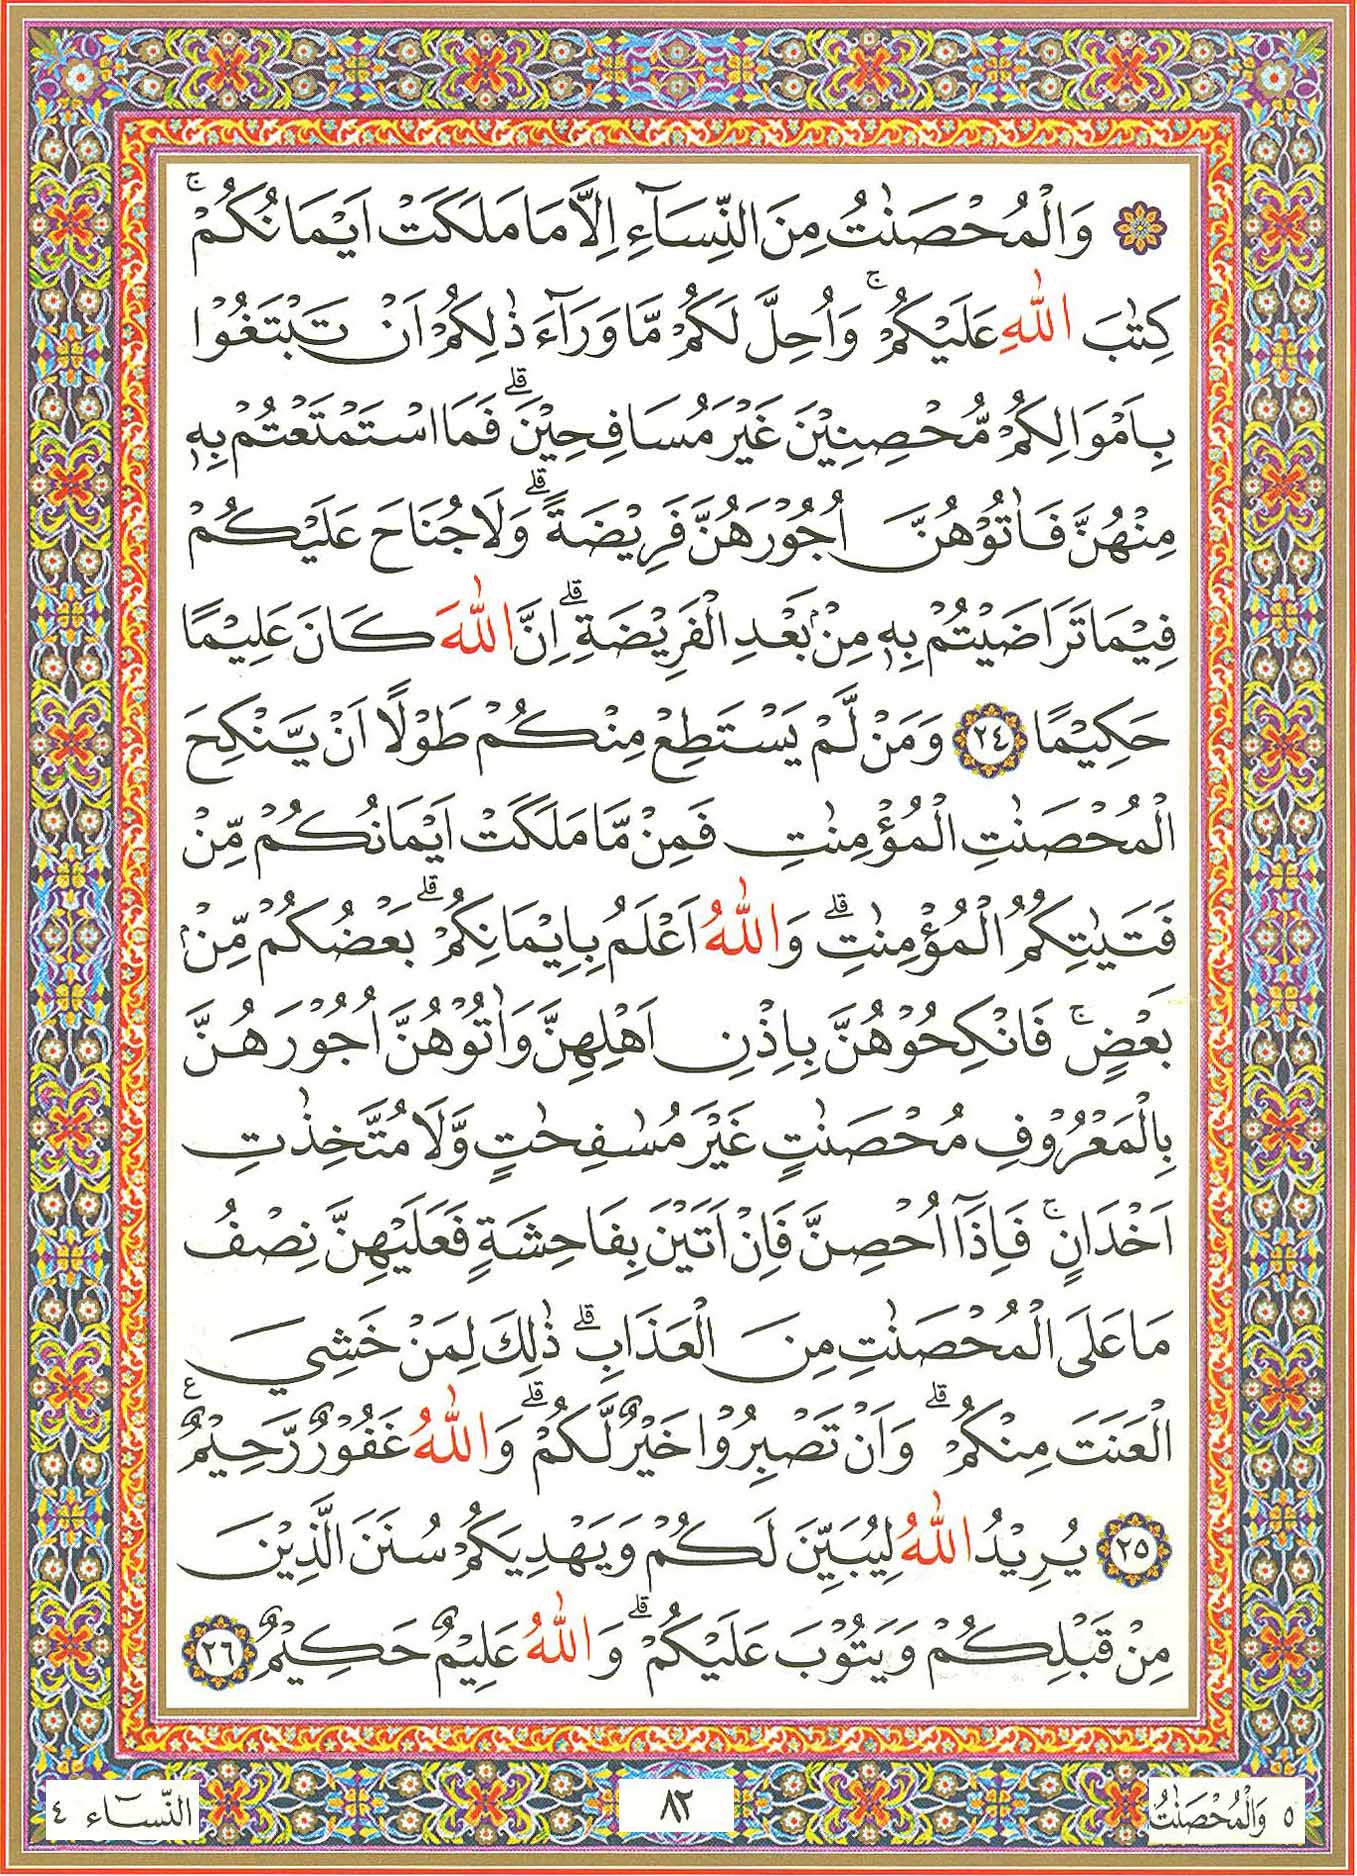 وَالْمُحْصَنٰتُ مِنَ النِّسَآءِ اِلَّا مَا مَلَكَتْ اَيْمَانُكُمْ ۚ
كِتٰبَ اللّٰهِ عَلَيْكُمْ ۚ وَاُحِلَّ لَكُمْ مَّا وَرَآءَ ذٰلِكُمْ اَنْ تَبْتَغُوْا
بِاَمْوَالِكُمْ مُّحْصِنِيْنَ غَيْرَ مُسَافِحِيْنَ ۗ فَمَا اسْتَمْتَعْتُمْ بِهٖ
مِنْهُنَّ فَاٰتُوْهُنَّ اُجُوْرَهُنَّ فَرِيْضَةً ۗ وَلَا جُنَاحَ عَلَيْكُمْ
فِيْمَا تَرَاضَيْتُمْ بِهٖ مِنْۢ بَعْدِ الْفَرِيْضَةِ ۗ اِنَّ اللّٰهَ كَانَ عَلِيْمًا
حَكِيْمًا ٢٤ وَمَنْ لَّمْ يَسْتَطِعْ مِنْكُمْ طَوْلًا اَنْ يَّنْكِحَ
الْمُحْصَنٰتِ الْمُؤْمِنٰتِ فَمِنْ مَّا مَلَكَتْ اَيْمَانُكُمْ مِّنْ
فَتَيٰتِكُمُ الْمُؤْمِنٰتِ ۗ وَاللّٰهُ اَعْلَمُ بِاِيْمَانِكُمْ ۗ بَعْضُكُمْ مِّنْۢ
بَعْضٍ ۚ فَانْكِحُوْهُنَّ بِاِذْنِ اَهْلِهِنَّ وَاٰتُوْهُنَّ اُجُوْرَهُنَّ
بِالْمَعْرُوْفِ مُحْصَنٰتٍ غَيْرَ مُسٰفِحٰتٍ وَّلَا مُتَّخِذٰتِ
اَخْدَانٍ ۚ فَاِذَآ اُحْصِنَّ فَاِنْ اَتَيْنَ بِفَاحِشَةٍ فَعَلَيْهِنَّ نِصْفُ
مَا عَلَى الْمُحْصَنٰتِ مِنَ الْعَذَابِ ۗ ذٰلِكَ لِمَنْ خَشِيَ
الْعَنَتَ مِنْكُمْ ۗ وَاَنْ تَصْبِرُوْا خَيْرٌ لَّكُمْ ۗ وَاللّٰهُ غَفُوْرٌ رَّحِيْمٌ ع
٢٥ يُرِيْدُ اللّٰهُ لِيُبَيِّنَ لَكُمْ وَيَهْدِيَكُمْ سُنَنَ الَّذِيْنَ
مِنْ قَبْلِكُمْ وَيَتُوْبَ عَلَيْكُمْ ۗ وَاللّٰهُ عَلِيْمٌ حَكِيْمٌ ٢٦
٥ وَالْمُحْصَنٰتُ
٨٢
النِّسَآء ٤